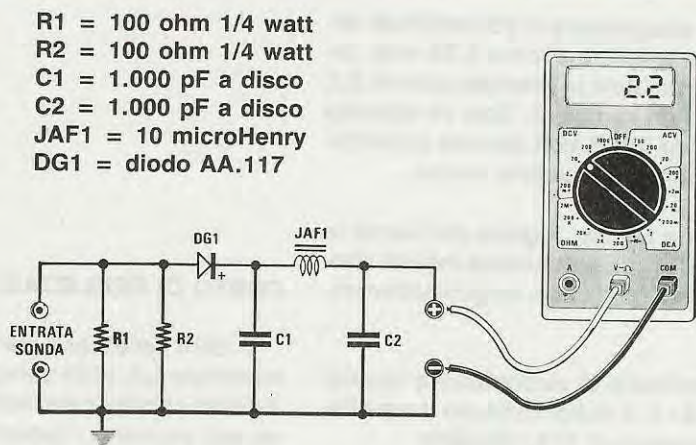 R1 = 100 ohm 1/4 watt
R2 = 100 ohm 1/4 watt
C1 = 1.000 pF a disco
C2 = 1.000 pF a disco
JAF1 = 10 microHenry
DG1 = diodo AA.117
2.2
DCV
OFF
ACV
OHM
DCA
A
V-Ω
COM
DG1
JAF1
ENTRATA
SONDA
R1
R2
C1
C2